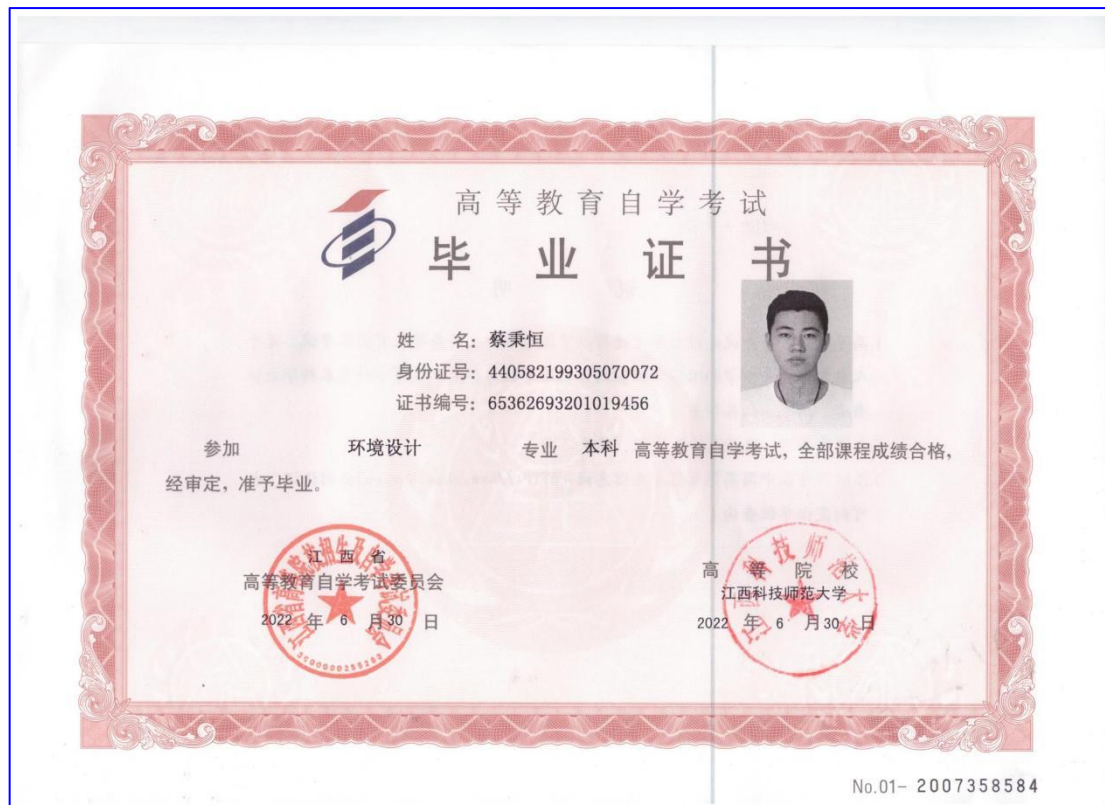 高等教育自学考试
毕业证书
姓 名：蔡秉恒
身份证号：440582199305070072
证书编号：65362693201019456
参加 环境设计 专业 本科 高等教育自学考试，全部课程成绩合格，
经审定，准予毕业。
江西省
高等教育自学考试委员会
2022 年 6 月 30 日
高等院校
江西科技师范大学
2022 年 6 月 30 日
No.01- 2007358584